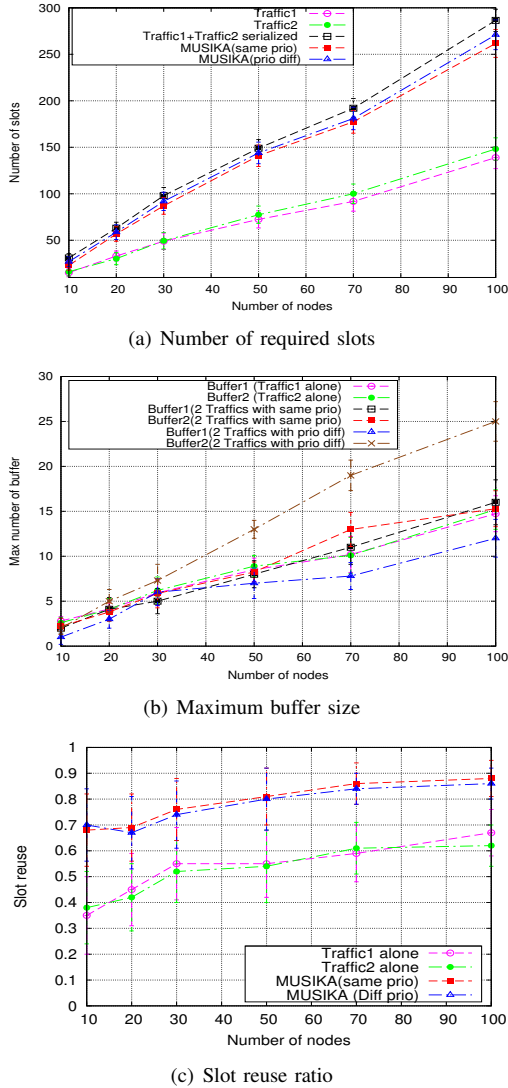 Traffic1
Traffic2
Traffic1+Traffic2 serialized
MUSIKA(same prio)
MUSIKA(prio diff)
Number of slots
300
250
200
150
100
50
10 20 30 40 50 60 70 80 90 100
Number of nodes
(a) Number of required slots
Buffer1 (Traffic1 alone)
Buffer2 (Traffic2 alone)
Buffer1(2 Traffics with same prio)
Buffer2(2 Traffics with same prio)
Buffer1(2 Traffics with prio diff)
Buffer2(2 Traffics with prio diff)
Max number of buffer
30
25
20
15
10
5
0
10 20 30 40 50 60 70 80 90 100
Number of nodes
(b) Maximum buffer size
Slot reuse
1
0.9
0.8
0.7
0.6
0.5
0.4
0.3
0.2
0.1
0
Traffic1 alone
Traffic2 alone
MUSIKA(same prio)
MUSIKA (Diff prio)
10 20 30 40 50 60 70 80 90 100
Number of nodes
(c) Slot reuse ratio